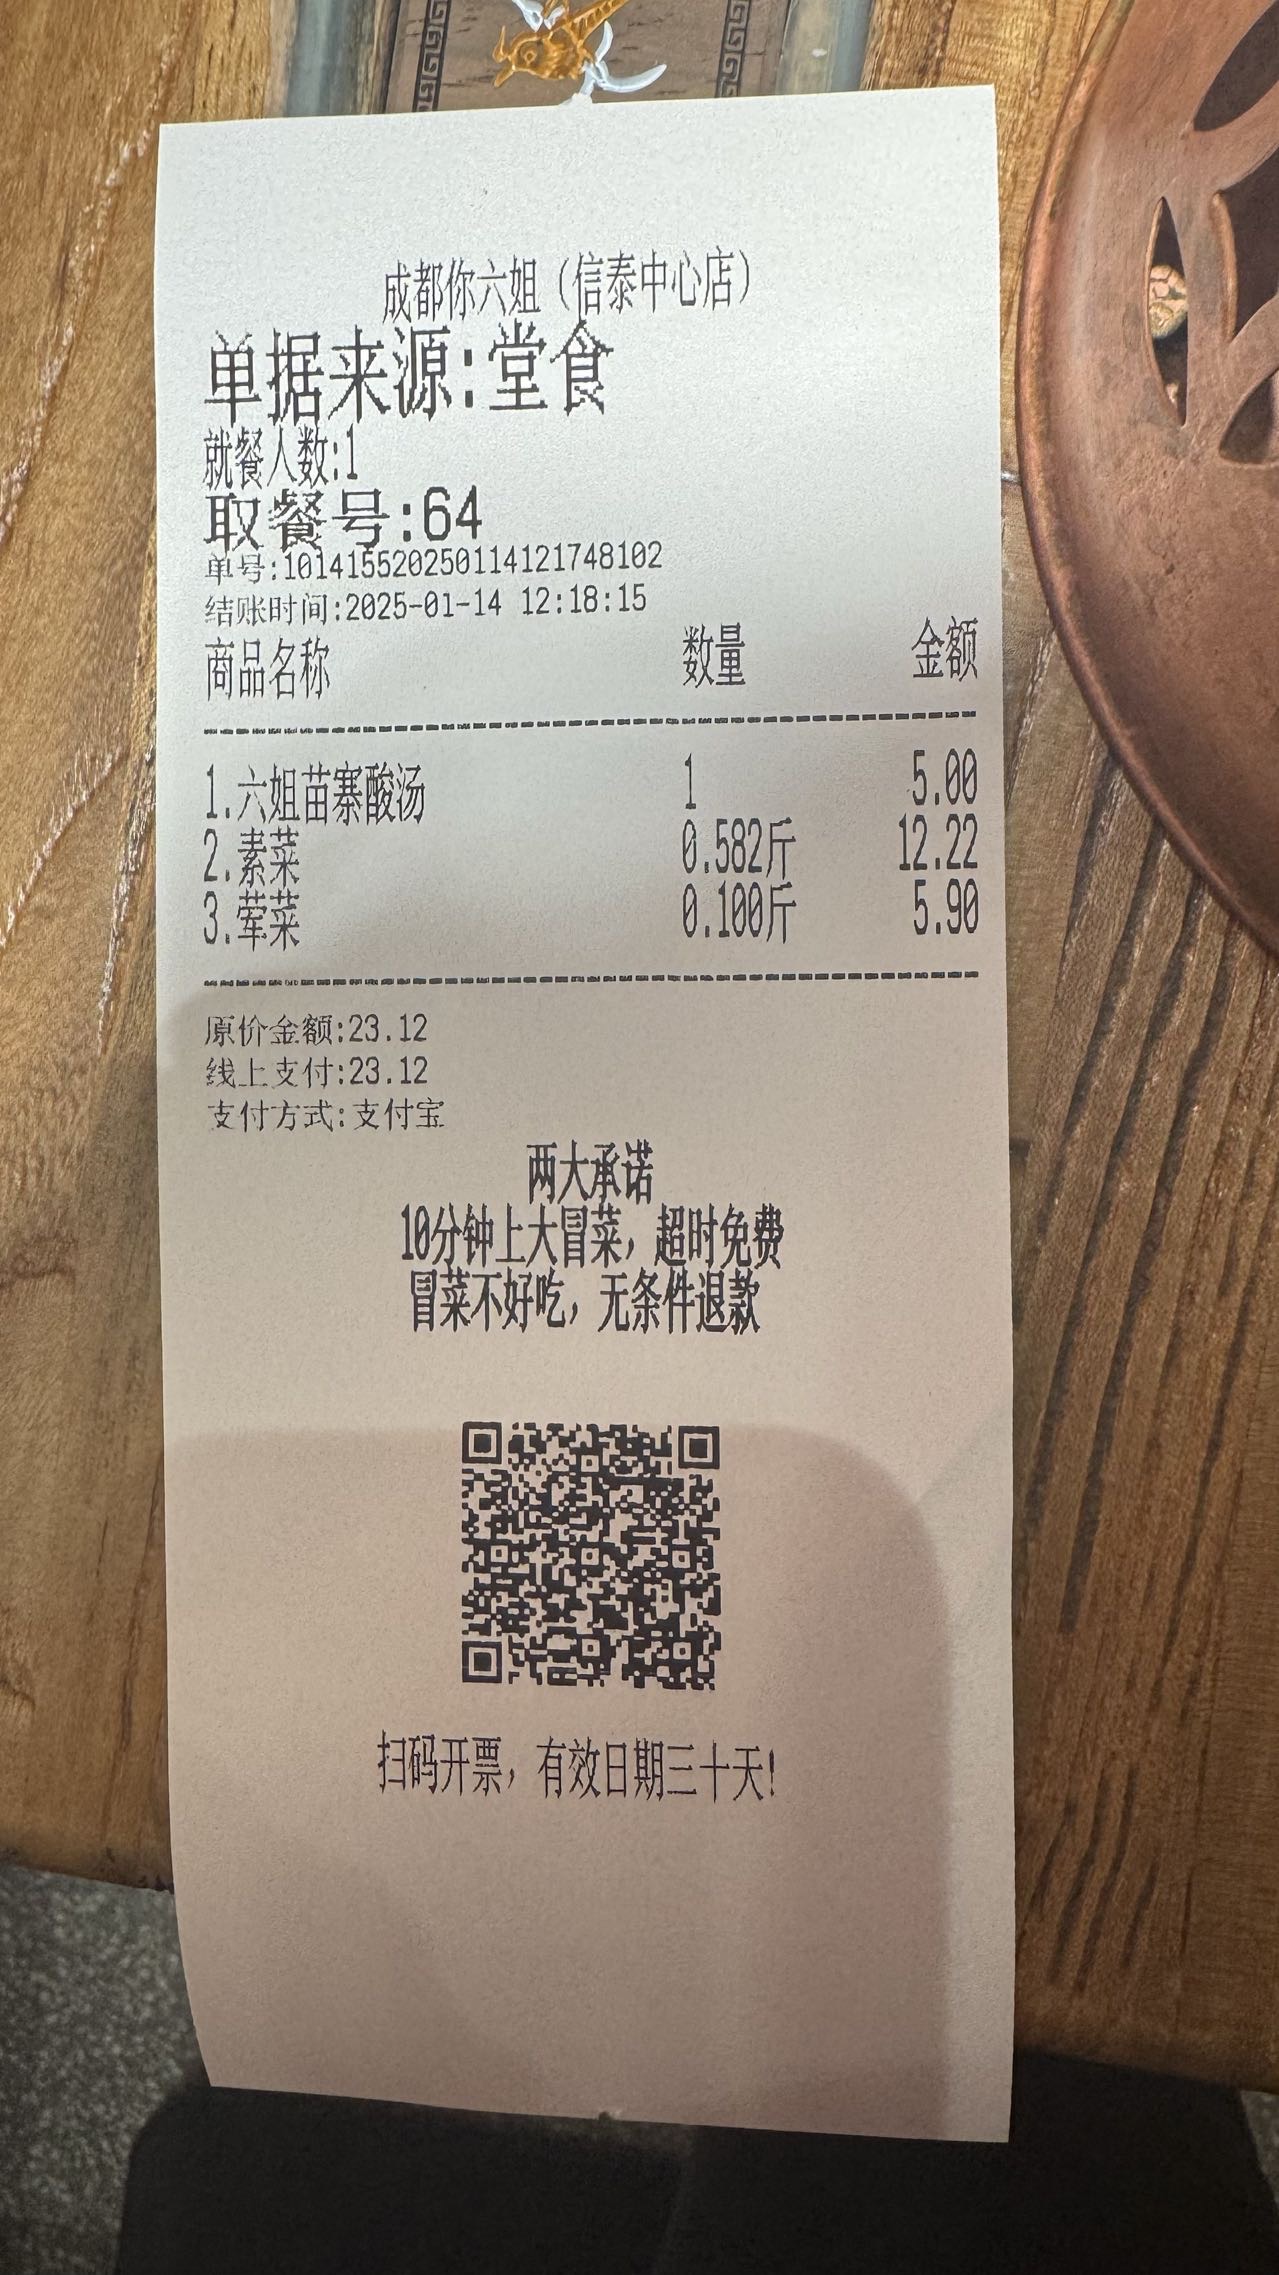 成都你六姐（信泰中心店）
单据来源:堂食
就餐人数:1
取餐号:64
单号:101415520250114121748102
结账时间:2025-01-14 12:18:15
商品名称 数量 金额
1.六姐苗寨酸汤 1 5.00
2.素菜 0.582斤 12.22
3.荤菜 0.100斤 5.90
原价金额:23.12
线上支付:23.12
支付方式:支付宝
两大承诺
10分钟上大冒菜，超时免费
冒菜不好吃，无条件退款
扫码开票，有效日期三十天!